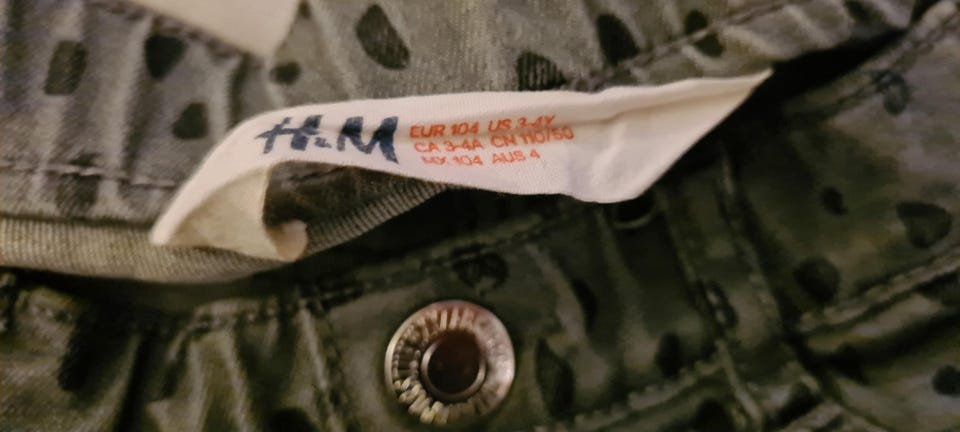 H&M
EUR 104 US 3-4Y
CA 3-4A CN 110/50
MX 104 AUS 4